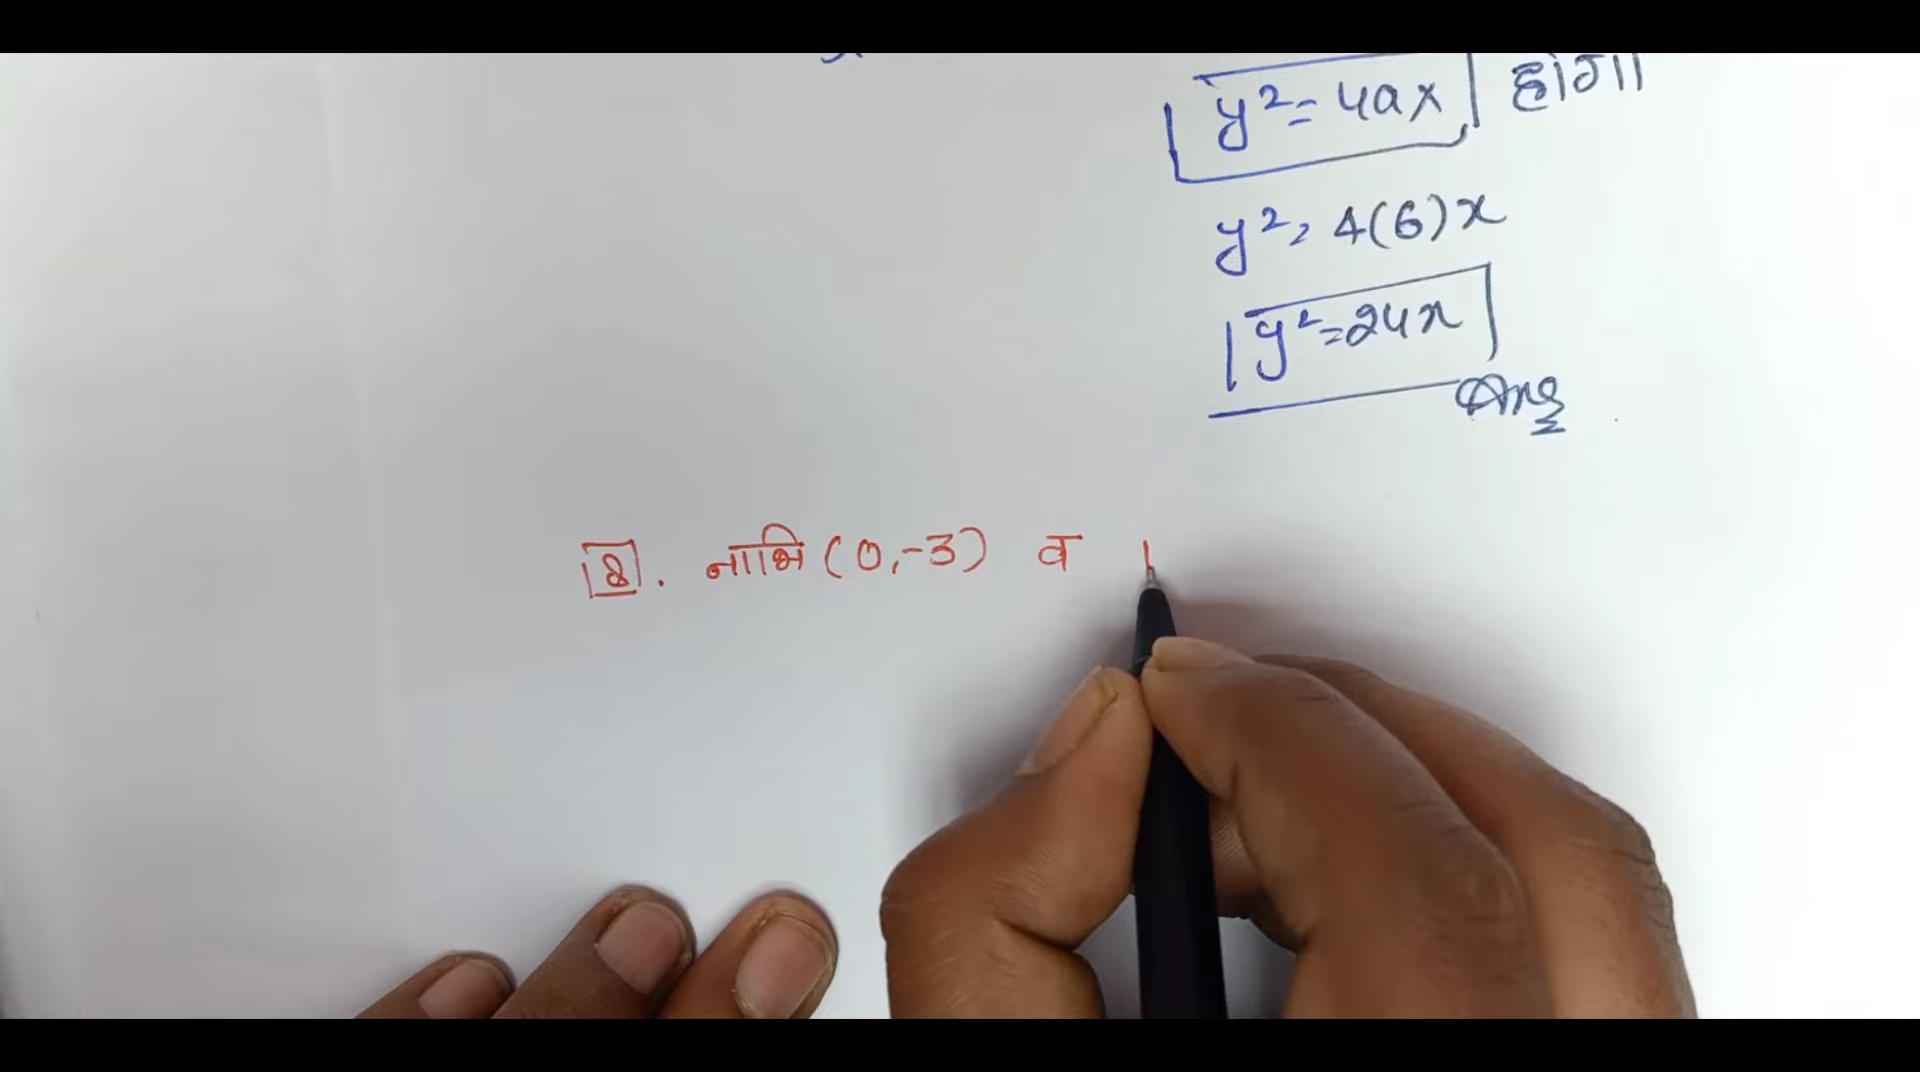 y² = 4ax होगा
y² = 4(6)x
y² = 24x
Ans
8. नाभि (0,-3) व